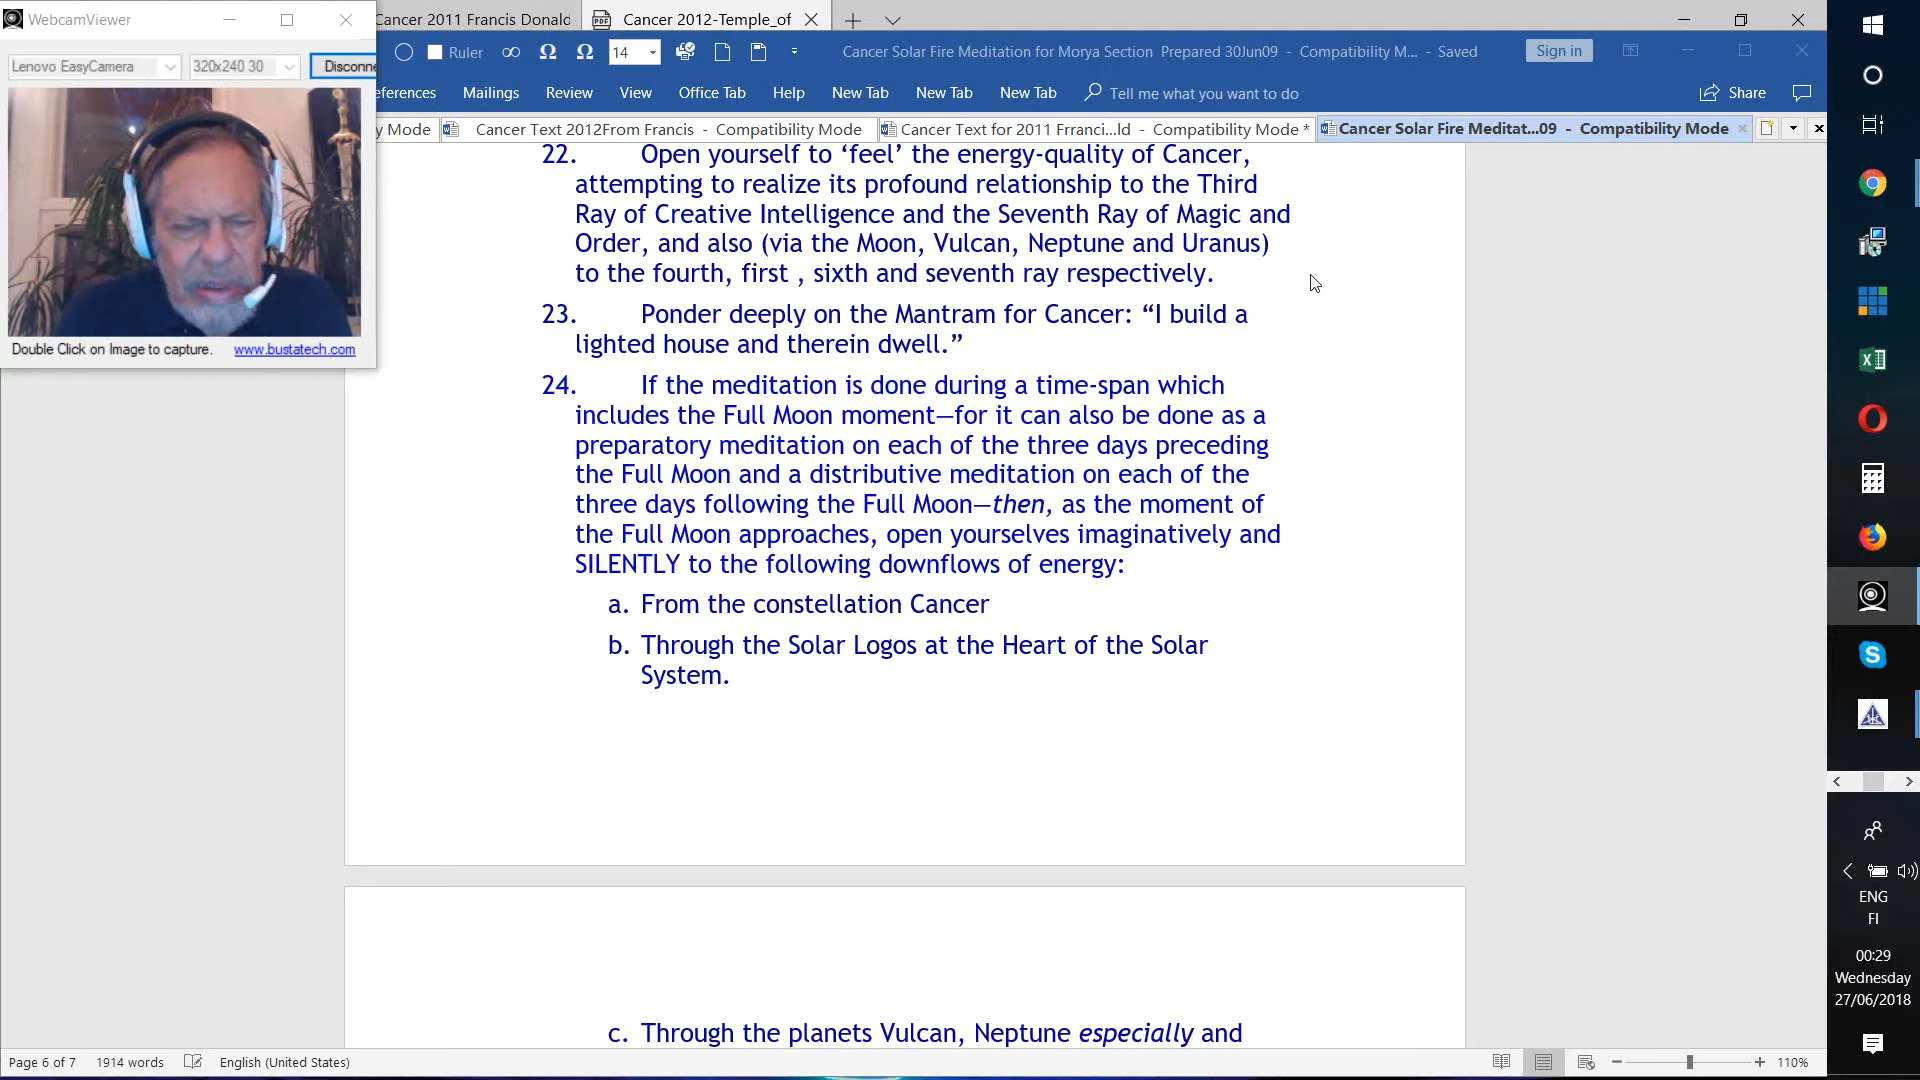 WebcamViewer
Cancer 2011 Francis Donald
Cancer 2012-Temple_of
Lenovo EasyCamera
320x240 30
Disconne
Ruler
14
Cancer Solar Fire Meditation for Morya Section Prepared 30Jun09 - Compatibility M... - Saved
Sign in
eferences
Mailings
Review
View
Office Tab
Help
New Tab
New Tab
New Tab
Tell me what you want to do
Share
y Mode
Cancer Text 2012From Francis - Compatibility Mode
Cancer Text for 2011 Frranci...ld - Compatibility Mode *
Cancer Solar Fire Meditat...09 - Compatibility Mode
Double Click on Image to capture.
www.bustatech.com
22. Open yourself to ‘feel’ the energy-quality of Cancer,
attempting to realize its profound relationship to the Third
Ray of Creative Intelligence and the Seventh Ray of Magic and
Order, and also (via the Moon, Vulcan, Neptune and Uranus)
to the fourth, first , sixth and seventh ray respectively.
23. Ponder deeply on the Mantram for Cancer: “I build a
lighted house and therein dwell.”
24. If the meditation is done during a time-span which
includes the Full Moon moment—for it can also be done as a
preparatory meditation on each of the three days preceding
the Full Moon and a distributive meditation on each of the
three days following the Full Moon—then, as the moment of
the Full Moon approaches, open yourselves imaginatively and
SILENTLY to the following downflows of energy:
a. From the constellation Cancer
b. Through the Solar Logos at the Heart of the Solar
System.
c. Through the planets Vulcan, Neptune especially and
Page 6 of 7
1914 words
English (United States)
110%
ENG
FI
00:29
Wednesday
27/06/2018